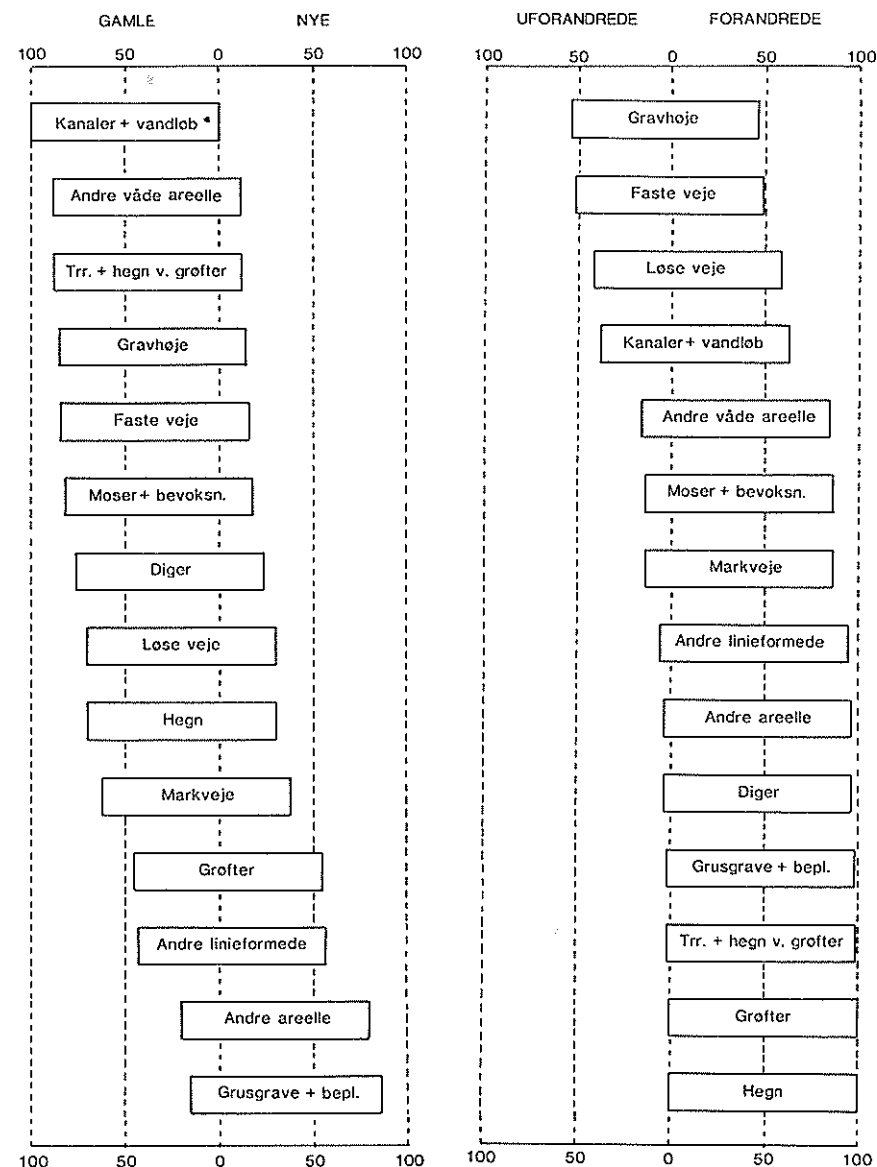 GAMLE NYE
100 50 0 50 100
Kanaler + vandløb *
Andre våde areelle
Trr. + hegn v. grøfter
Gravhøje
Faste veje
Moser + bevoksn.
Diger
Løse veje
Hegn
Markveje
Grøfter
Andre linieformede
Andre areelle
Grusgrave + bepl.
100 50 0 50 100
UFORANDREDE FORANDREDE
100 50 0 50 100
Gravhøje
Faste veje
Løse veje
Kanaler + vandløb
Andre våde areelle
Moser + bevoksn.
Markveje
Andre linieformede
Andre areelle
Diger
Grusgrave + bepl.
Trr. + hegn v. grøfter
Grøfter
Hegn
100 50 0 50 100